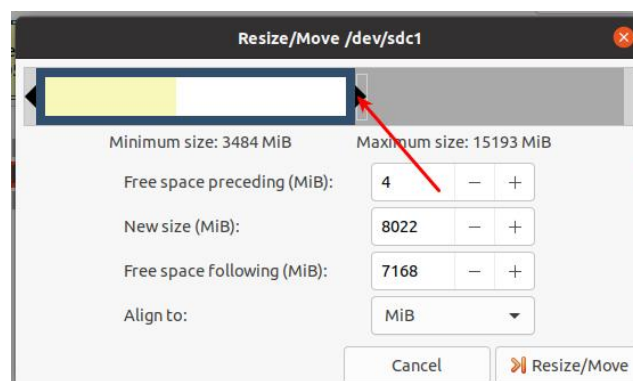 Resize/Move /dev/sdc1
Minimum size: 3484 MiB Maximum size: 15193 MiB
Free space preceding (MiB): 4
New size (MiB): 8022
Free space following (MiB): 7168
Align to: MiB
Cancel Resize/Move